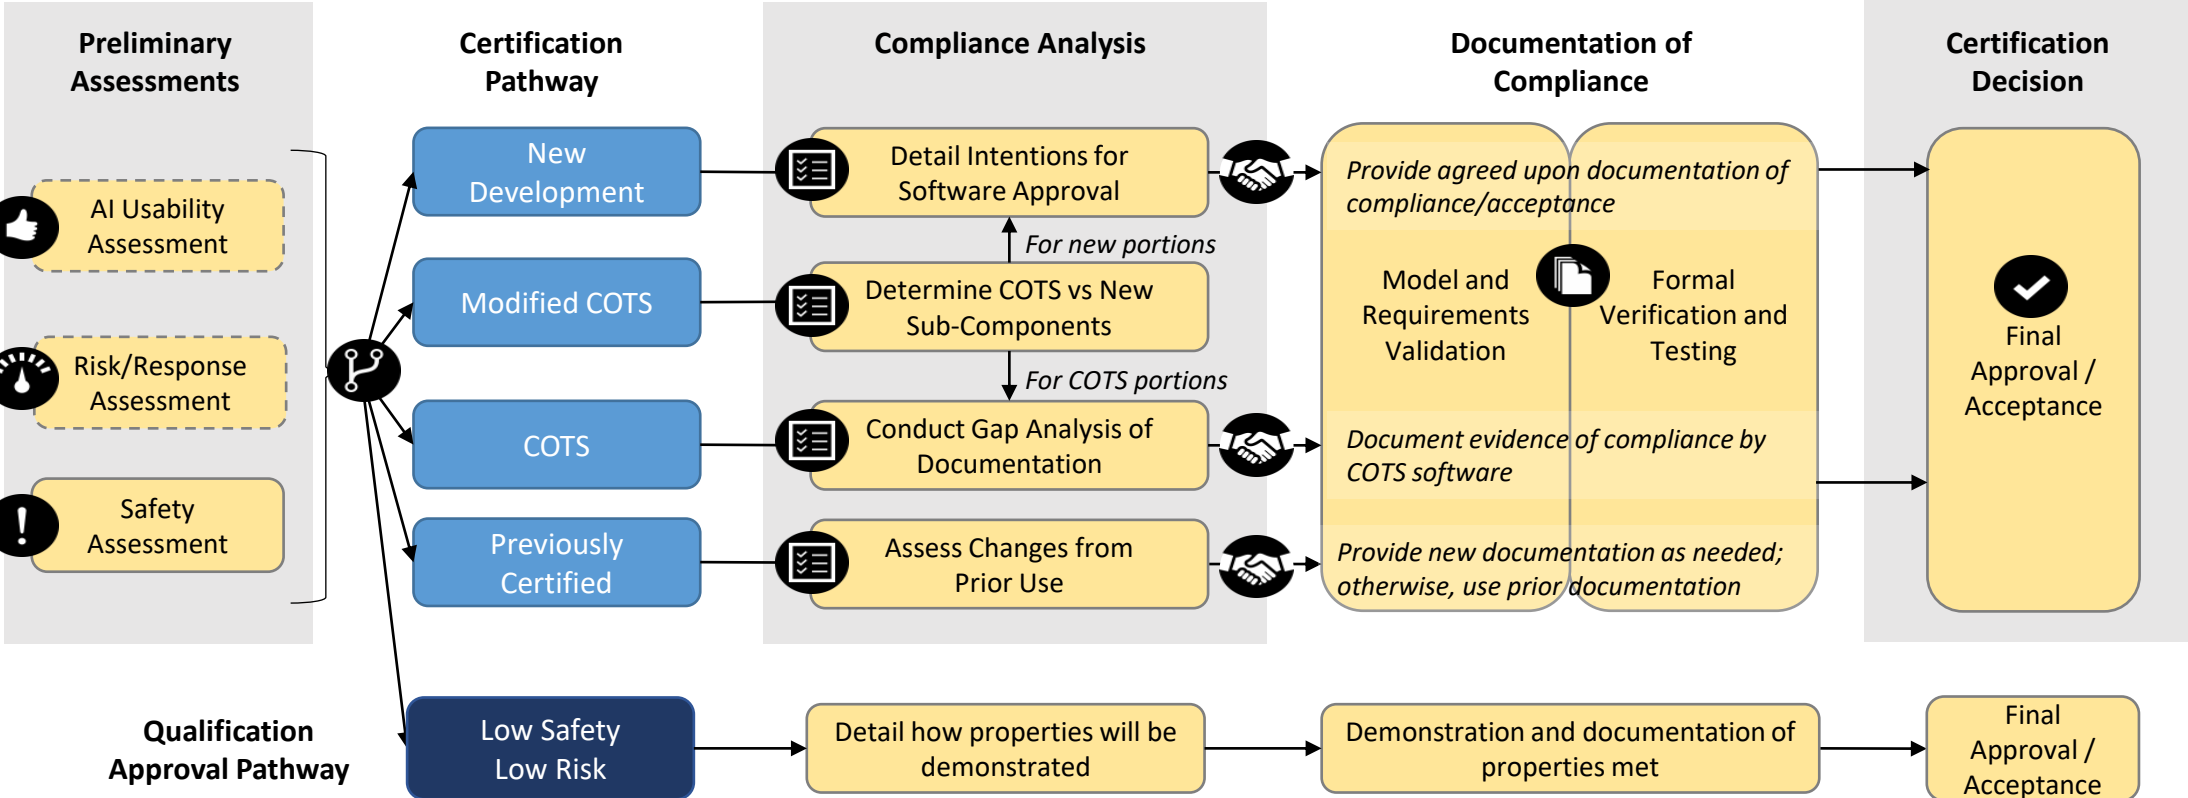 Preliminary
Assessments
Certification
Pathway
Compliance Analysis
Documentation of
Compliance
Certification
Decision
AI Usability
Assessment
Risk/Response
Assessment
Safety
Assessment
New
Development
Modified COTS
COTS
Previously
Certified
Detail Intentions for
Software Approval
For new portions
Determine COTS vs New
Sub-Components
For COTS portions
Conduct Gap Analysis of
Documentation
Assess Changes from
Prior Use
Provide agreed upon documentation of
compliance/acceptance
Model and
Requirements
Validation
Formal
Verification and
Testing
Document evidence of compliance by
COTS software
Provide new documentation as needed;
otherwise, use prior documentation
Final
Approval /
Acceptance
Qualification
Approval Pathway
Low Safety
Low Risk
Detail how properties will be
demonstrated
Demonstration and documentation of
properties met
Final
Approval /
Acceptance